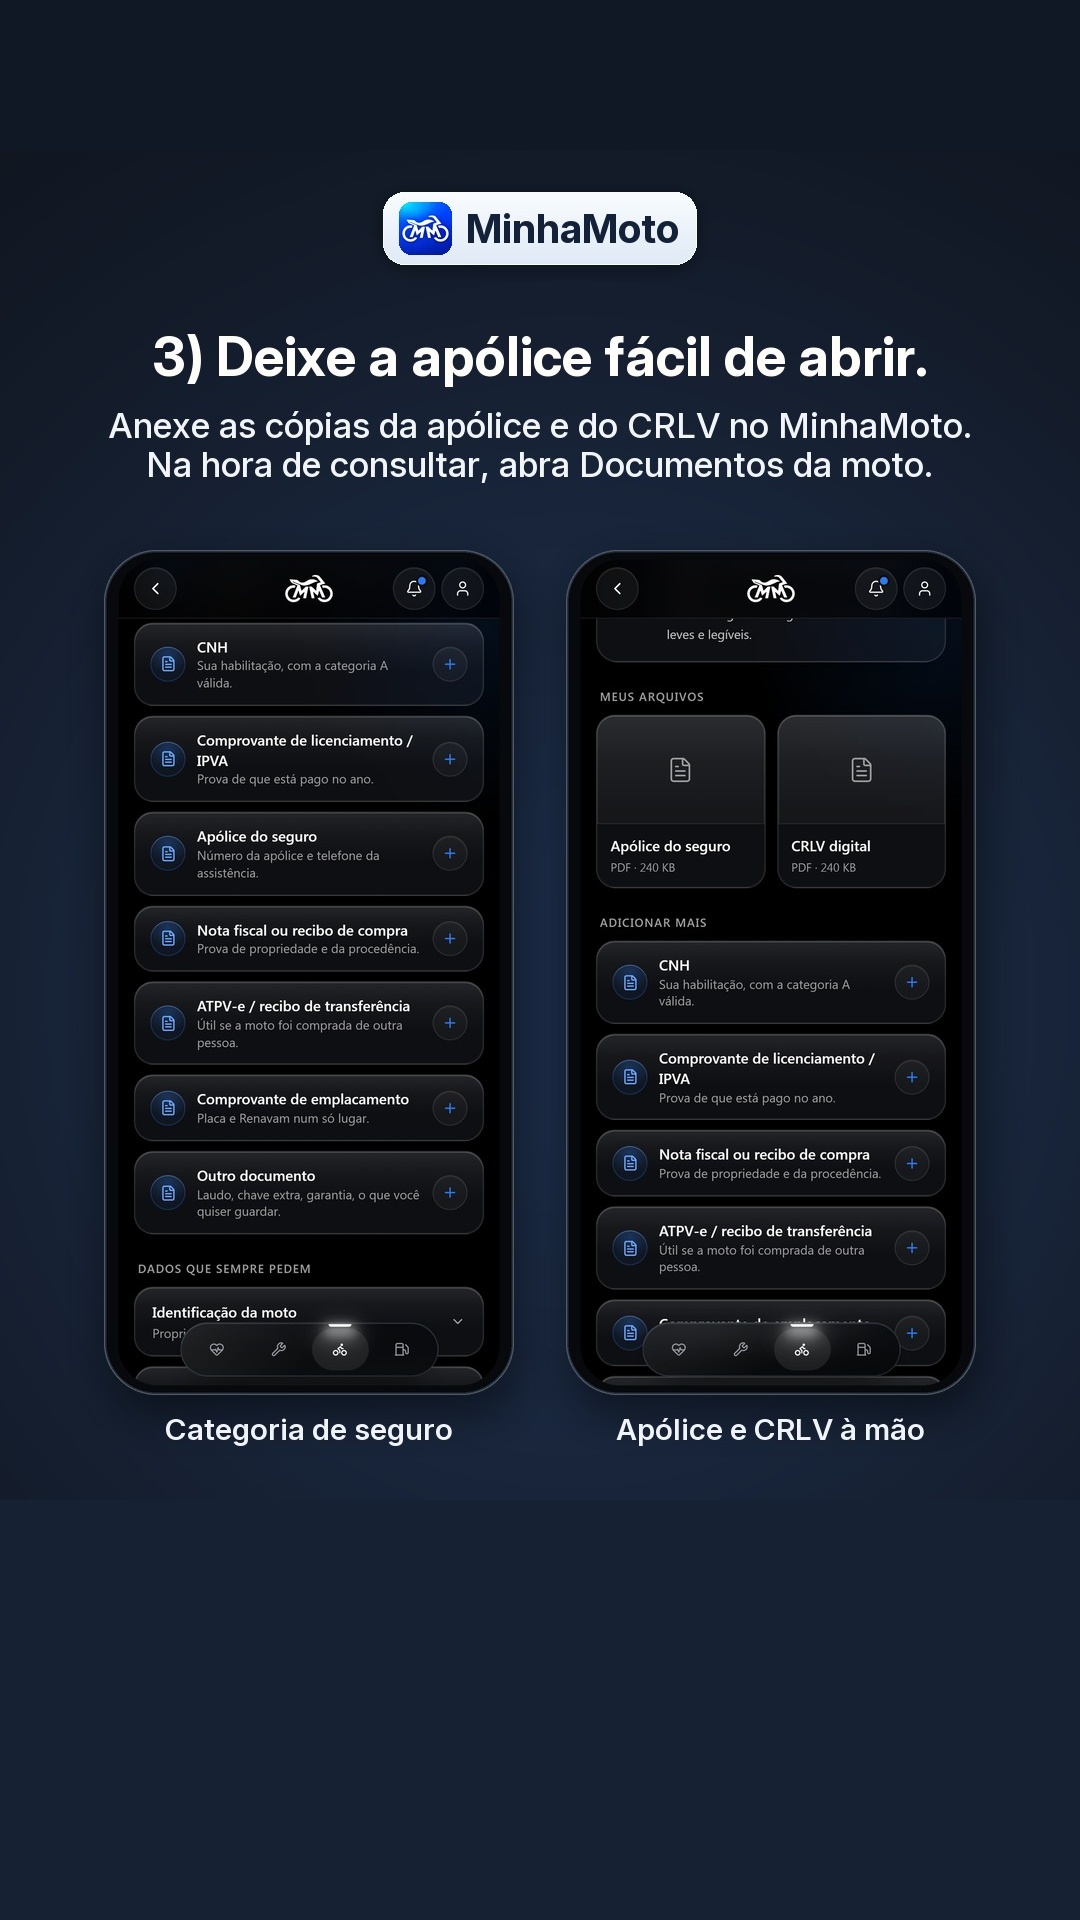 MinhaMoto
3) Deixe a apólice fácil de abrir.
Anexe as cópias da apólice e do CRLV no MinhaMoto.
Na hora de consultar, abra Documentos da moto.
CNH
Sua habilitação, com a categoria A
válida.
Comprovante de licenciamento /
IPVA
Prova de que está pago no ano.
Apólice do seguro
Número da apólice e telefone da
assistência.
Nota fiscal ou recibo de compra
Prova de propriedade e da procedência.
ATPV-e / recibo de transferência
Útil se a moto foi comprada de outra
pessoa.
Comprovante de emplacamento
Placa e Renavam num só lugar.
Outro documento
Laudo, chave extra, garantia, o que você
quiser guardar.
DADOS QUE SEMPRE PEDEM
Identificação da moto
Categoria de seguro
leves e legíveis.
MEUS ARQUIVOS
Apólice do seguro
PDF · 240 KB
CRLV digital
PDF · 240 KB
ADICIONAR MAIS
CNH
Sua habilitação, com a categoria A
válida.
Comprovante de licenciamento /
IPVA
Prova de que está pago no ano.
Nota fiscal ou recibo de compra
Prova de propriedade e da procedência.
ATPV-e / recibo de transferência
Útil se a moto foi comprada de outra
pessoa.
Apólice e CRLV à mão